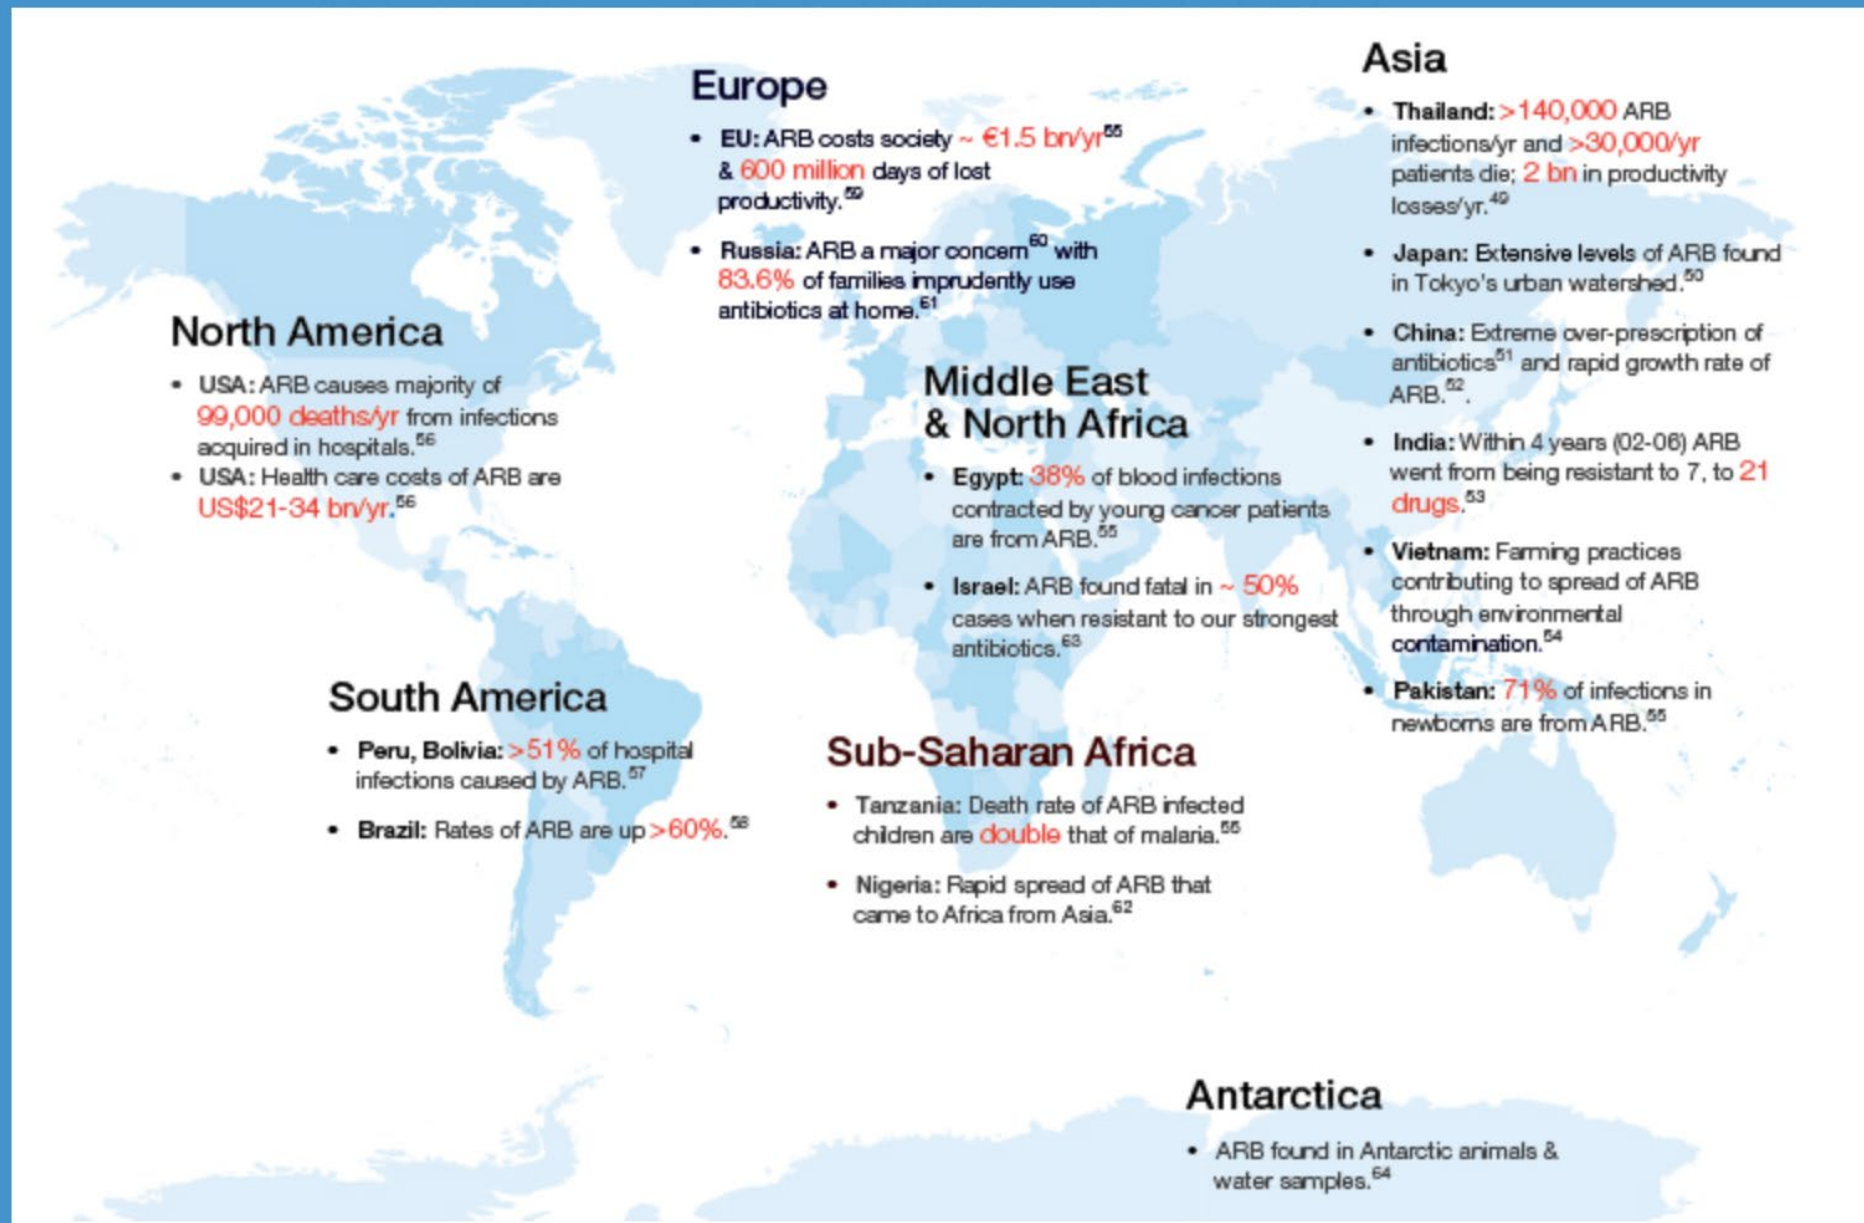 Asia
• Thailand: >140,000 ARB
infections/yr and >30,000/yr
patients die; 2 bn in productivity
losses/yr.49
• Japan: Extensive levels of ARB found
in Tokyo's urban watershed.50
• China: Extreme over-prescription of
antibiotics51 and rapid growth rate of
ARB.52.
• India: Within 4 years (02-06) ARB
went from being resistant to 7, to 21
drugs.53
• Vietnam: Farming practices
contributing to spread of ARB
through environmental
contamination.54
• Pakistan: 71% of infections in
newborns are from ARB.55
Europe
• EU: ARB costs society ~ €1.5 bn/yr55
& 600 million days of lost
productivity.59
• Russia: ARB a major concern60 with
83.6% of families imprudently use
antibiotics at home.61
North America
• USA: ARB causes majority of
99,000 deaths/yr from infections
acquired in hospitals.56
• USA: Health care costs of ARB are
US$21-34 bn/yr.56
Middle East
& North Africa
• Egypt: 38% of blood infections
contracted by young cancer patients
are from ARB.55
• Israel: ARB found fatal in ~ 50%
cases when resistant to our strongest
antibiotics.63
South America
• Peru, Bolivia: >51% of hospital
infections caused by ARB.57
• Brazil: Rates of ARB are up >60%.58
Sub-Saharan Africa
• Tanzania: Death rate of ARB infected
children are double that of malaria.55
• Nigeria: Rapid spread of ARB that
came to Africa from Asia.62
Antarctica
• ARB found in Antarctic animals &
water samples.64